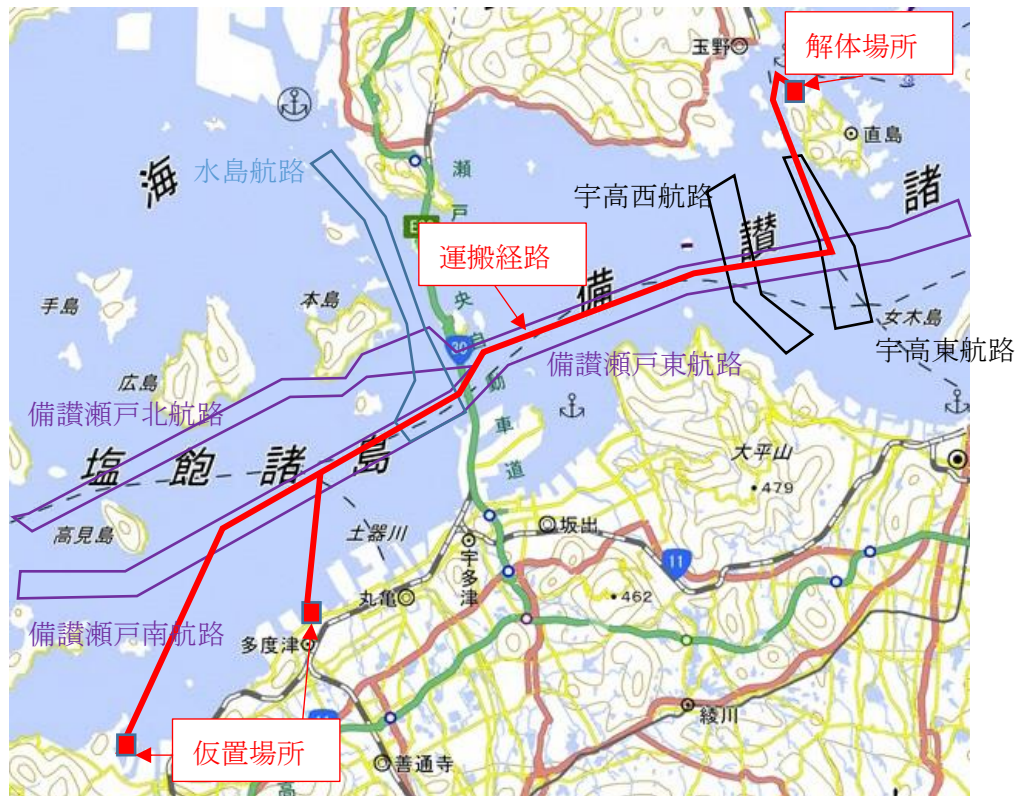 玉野
解体場所
直島
水島航路
海
瀬戸
宇高西航路
諸
讃
備
運搬経路
手島
本島
中央自動車道
30
女木島
宇高東航路
広島
備讃瀬戸東航路
備讃瀬戸北航路
大平山
479
塩飽諸島
高見島
土器川
坂出
宇多津
11
462
丸亀
備讃瀬戸南航路
多度津
綾川
仮置場所
善通寺
高